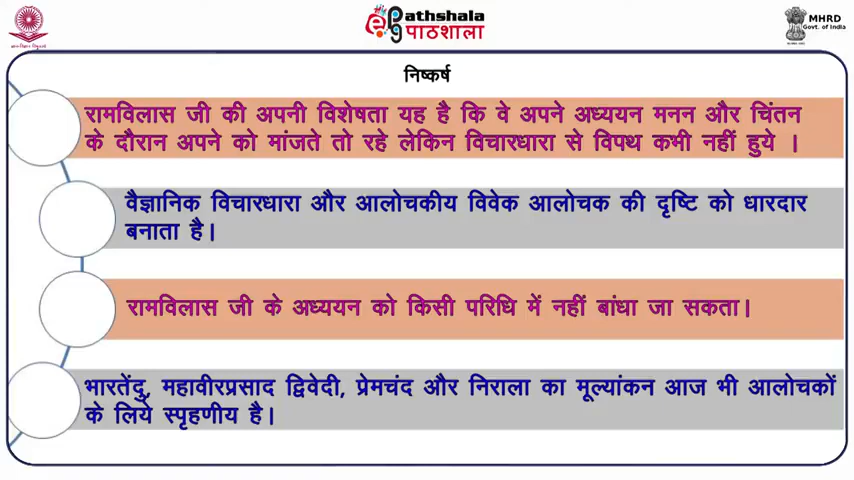 Pathshala
पाठशाला
MHRD
Govt. of India
निष्कर्ष
रामविलास जी की अपनी विशेषता यह है कि वे अपने अध्ययन मनन और चिंतन
के दौरान अपने को मांजते तो रहे लेकिन विचारधारा से विपथ कभी नहीं हुये ।
वैज्ञानिक विचारधारा और आलोचकीय विवेक आलोचक की दृष्टि को धारदार
बनाता है।
रामविलास जी के अध्ययन को किसी परिधि में नहीं बांधा जा सकता।
भारतेंदु, महावीरप्रसाद द्विवेदी, प्रेमचंद और निराला का मूल्यांकन आज भी आलोचकों
के लिये स्पृहणीय है।